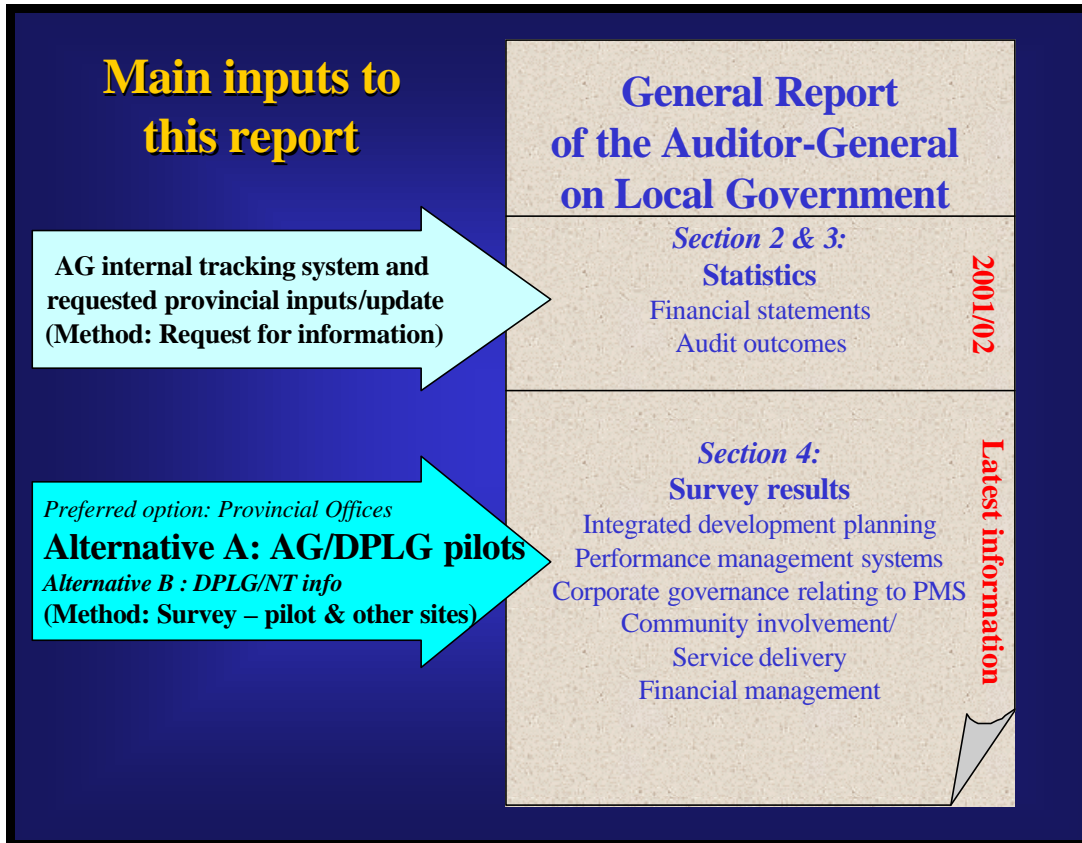 Main inputs to
this report
General Report
of the Auditor-General
on Local Government
AG internal tracking system and
requested provincial inputs/update
(Method: Request for information)
Section 2 & 3:
Statistics
Financial statements
Audit outcomes
2001/02
Preferred option: Provincial Offices
Alternative A: AG/DPLG pilots
Alternative B : DPLG/NT info
(Method: Survey – pilot & other sites)
Section 4:
Survey results
Integrated development planning
Performance management systems
Corporate governance relating to PMS
Community involvement/
Service delivery
Financial management
Latest information